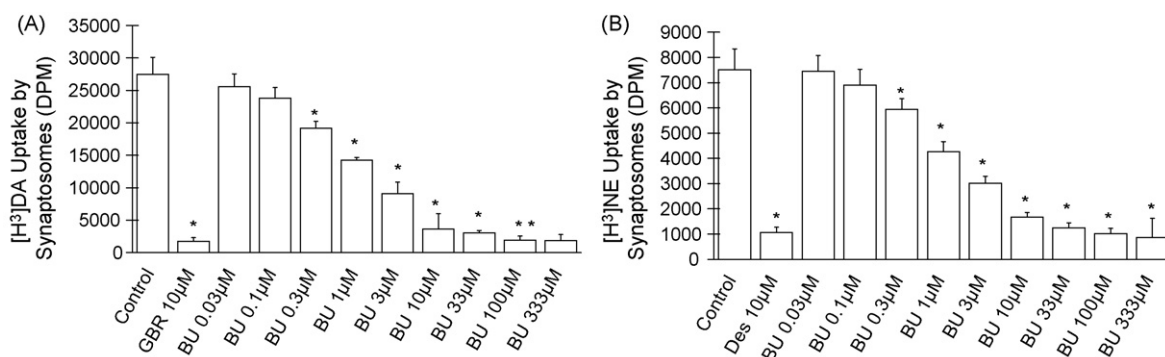 (A)
[H³]DA Uptake by
Synaptosomes (DPM)
35000
30000
25000
20000
15000
10000
5000
0
*
*
*
*
*
*
* *
Control
GBR 10µM
BU 0.03µM
BU 0.1µM
BU 0.3µM
BU 1µM
BU 3µM
BU 10µM
BU 333µM
BU 100µM
BU 333µM
(B)
[H³]NE Uptake by
Synaptosomes (DPM)
9000
8000
7000
6000
5000
4000
3000
2000
1000
0
*
*
*
*
*
*
*
*
Control
Des 10µM
BU 0.03µM
BU 0.1µM
BU 0.3µM
BU 1µM
BU 3µM
BU 10µM
BU 33µM
BU 100µM
BU 333µM